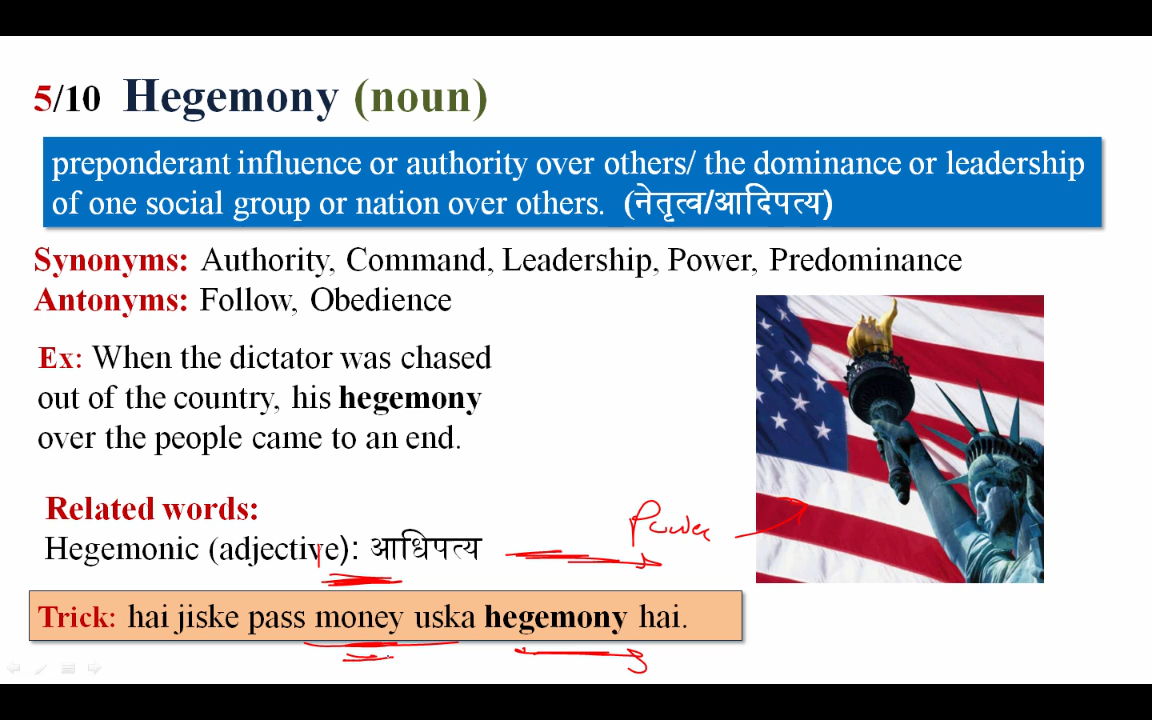 5/10 Hegemony (noun)
preponderant influence or authority over others/ the dominance or leadership
of one social group or nation over others. (नेतृत्व/आदिपत्य)
Synonyms: Authority, Command, Leadership, Power, Predominance
Antonyms: Follow, Obedience
Ex: When the dictator was chased
out of the country, his hegemony
over the people came to an end.
Related words:
Hegemonic (adjective): आधिपत्य
Power
Trick: hai jiske pass money uska hegemony hai.